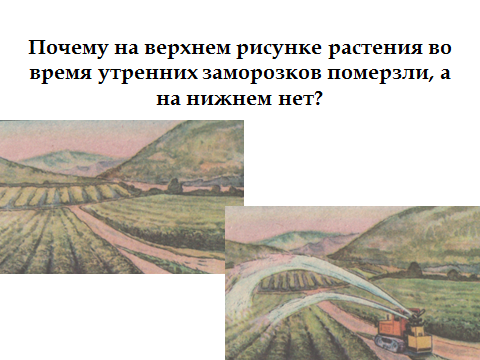 Почему на верхнем рисунке растения во
время утренних заморозков померзли, а
на нижнем нет?